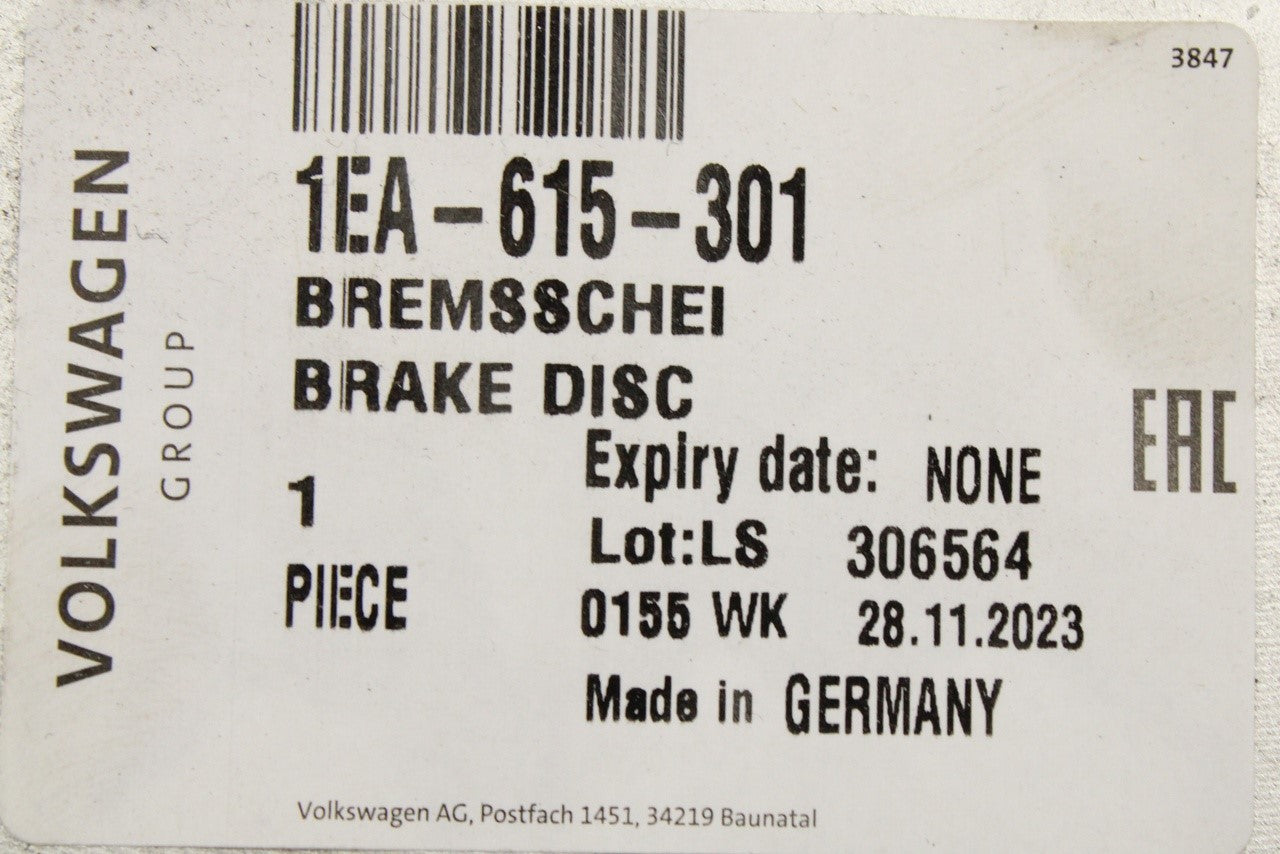 3847
VOLKSWAGEN
GROUP
1EA-615-301
BREMSSCHEI
BRAKE DISC
Expiry date: NONE
1
Lot:LS 306564
PIECE
0155 WK 28.11.2023
Made in GERMANY
EAC
Volkswagen AG, Postfach 1451, 34219 Baunatal